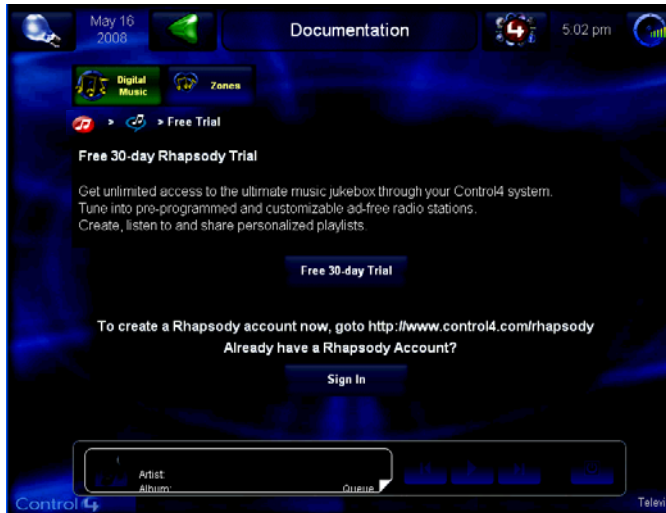 May 16
2008
Documentation
4
5:02 pm
Digital
Music
Zones
> > Free Trial
Free 30-day Rhapsody Trial
Get unlimited access to the ultimate music jukebox through your Control4 system.
Tune into pre-programmed and customizable ad-free radio stations.
Create, listen to and share personalized playlists.
Free 30-day Trial
To create a Rhapsody account now, goto http://www.control4.com/rhapsody
Already have a Rhapsody Account?
Sign In
Artist:
Album:
Queue
Control4
Televi